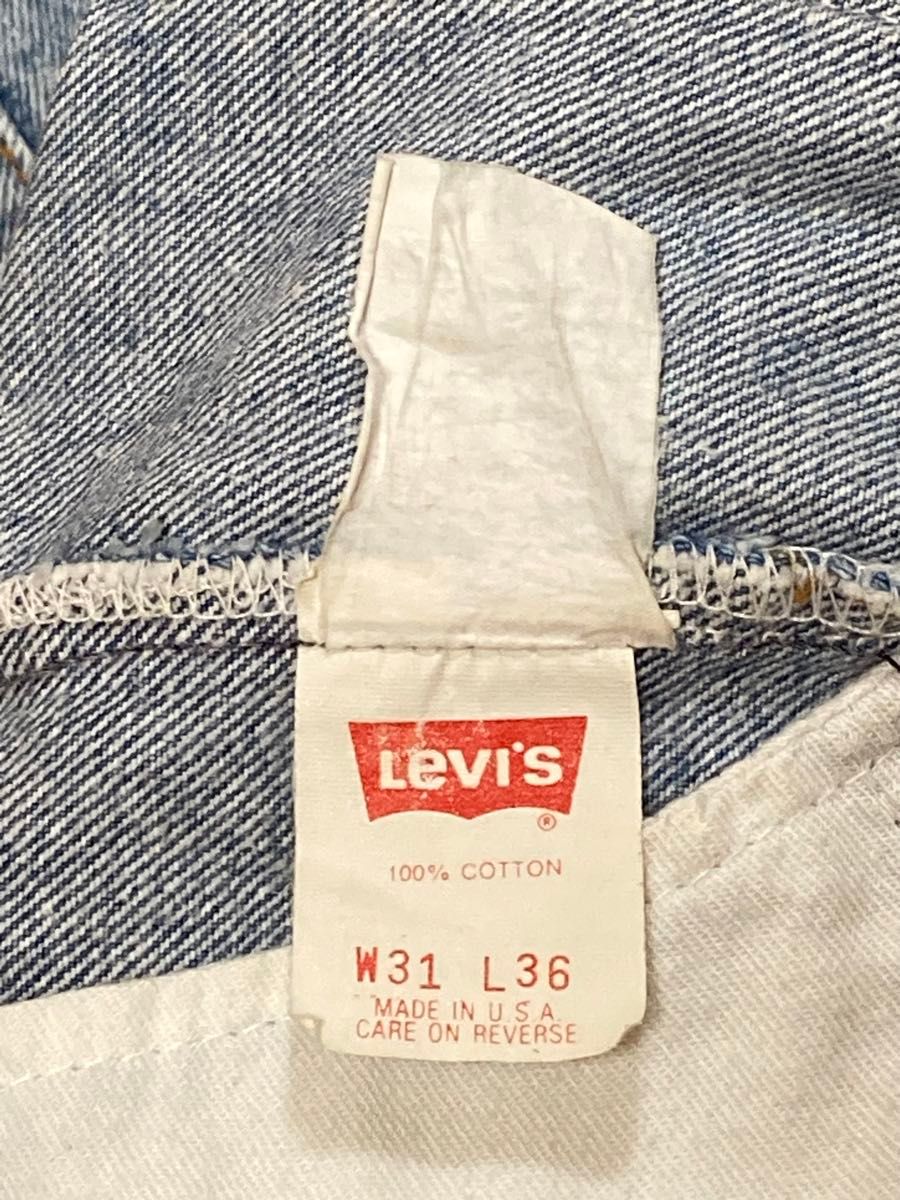 Levi's
®
100% COTTON
W31 L36
MADE IN U.S.A.
CARE ON REVERSE